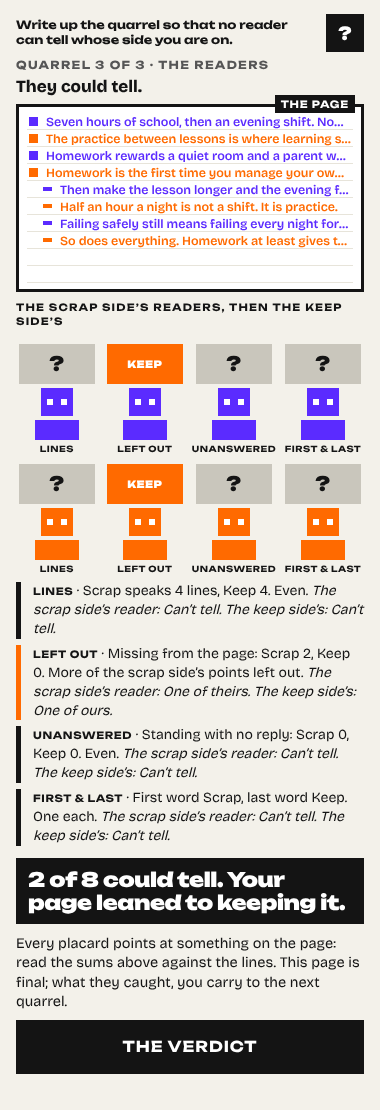 Write up the quarrel so that no reader
can tell whose side you are on.
?
QUARREL 3 OF 3 · THE READERS
They could tell.
THE PAGE
Seven hours of school, then an evening shift. No...
The practice between lessons is where learning s...
Homework rewards a quiet room and a parent w...
Homework is the first time you manage your ow...
Then make the lesson longer and the evening f...
Half an hour a night is not a shift. It is practice.
Failing safely still means failing every night for...
So does everything. Homework at least gives t...
THE SCRAP SIDE'S READERS, THEN THE KEEP
SIDE'S
? KEEP ? ?
LINES LEFT OUT UNANSWERED FIRST & LAST
? KEEP ? ?
LINES LEFT OUT UNANSWERED FIRST & LAST
LINES · Scrap speaks 4 lines, Keep 4. Even. The
scrap side's reader: Can't tell. The keep side's: Can't
tell.
LEFT OUT · Missing from the page: Scrap 2, Keep
0. More of the scrap side's points left out. The
scrap side's reader: One of theirs. The keep side's:
One of ours.
UNANSWERED · Standing with no reply: Scrap 0,
Keep 0. Even. The scrap side's reader: Can't tell.
The keep side's: Can't tell.
FIRST & LAST · First word Scrap, last word Keep.
One each. The scrap side's reader: Can't tell. The
keep side's: Can't tell.
2 of 8 could tell. Your
page leaned to keeping it.
Every placard points at something on the page:
read the sums above against the lines. This page is
final; what they caught, you carry to the next
quarrel.
THE VERDICT